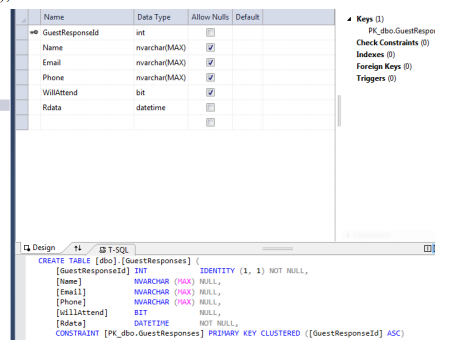 Name Data Type Allow Nulls Default
GuestResponseId int
Name nvarchar(MAX)
Email nvarchar(MAX)
Phone nvarchar(MAX)
WillAttend bit
Rdata datetime
Keys (1)
PK_dbo.GuestRespon
Check Constraints (0)
Indexes (0)
Foreign Keys (0)
Triggers (0)
Design T-SQL
CREATE TABLE [dbo].[GuestResponses] (
[GuestResponseId] INT IDENTITY (1, 1) NOT NULL,
[Name] NVARCHAR (MAX) NULL,
[Email] NVARCHAR (MAX) NULL,
[Phone] NVARCHAR (MAX) NULL,
[WillAttend] BIT NULL,
[Rdata] DATETIME NOT NULL,
CONSTRAINT [PK_dbo.GuestResponses] PRIMARY KEY CLUSTERED ([GuestResponseId] ASC)